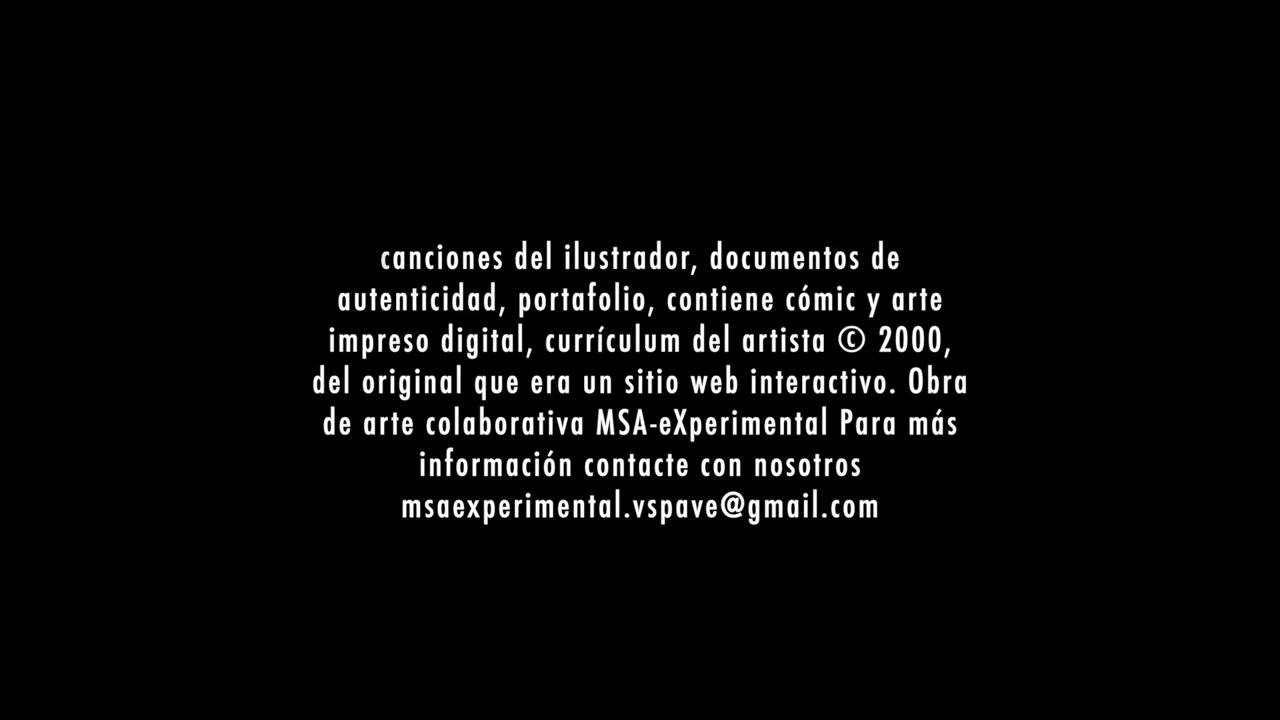 canciones del ilustrador, documentos de
autenticidad, portafolio, contiene cómic y arte
impreso digital, currículum del artista © 2000,
del original que era un sitio web interactivo. Obra
de arte colaborativa MSA-eXperimental Para más
información contacte con nosotros
msaexperimental.vspave@gmail.com